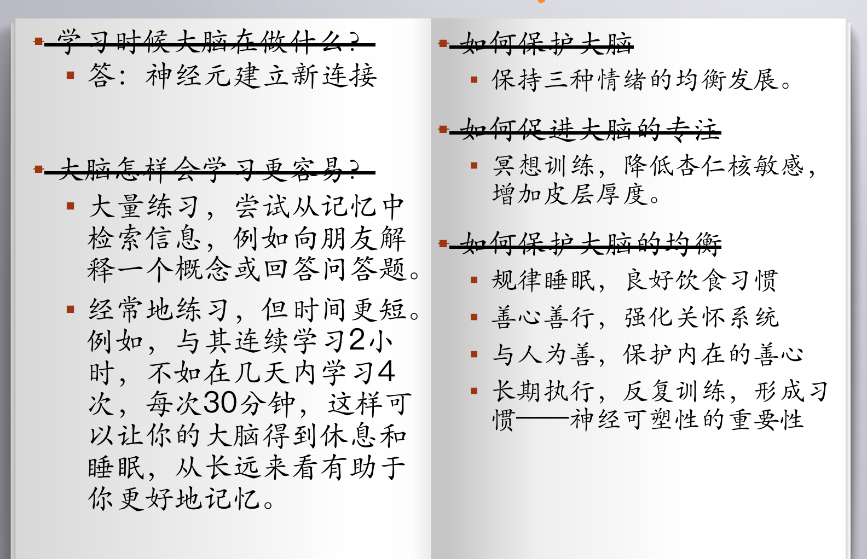 学习时候大脑在做什么?
答：神经元建立新连接
大脑怎样会学习更容易?
大量练习，尝试从记忆中
检索信息，例如向朋友解
释一个概念或回答问答题。
经常地练习，但时间更短。
例如，与其连续学习2小
时，不如在几天内学习4
次，每次30分钟，这样可
以让你的大脑得到休息和
睡眠，从长远来看有助于
你更好地记忆。
如何保护大脑
保持三种情绪的均衡发展。
如何促进大脑的专注
冥想训练，降低杏仁核敏感，
增加皮层厚度。
如何保护大脑的均衡
规律睡眠，良好饮食习惯
善心善行，强化关怀系统
与人为善，保护内在的善心
长期执行，反复训练，形成习
惯——神经可塑性的重要性